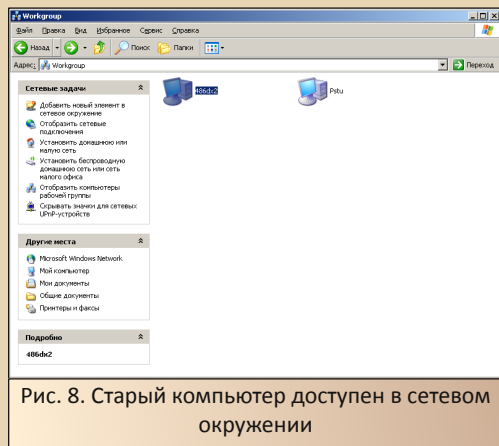 Workgroup
Файл Правка Вид Избранное Сервис Справка
Назад Поиск Папки
Адрес: Workgroup Переход
Сетевые задачи
Добавить новый элемент в
сетевое окружение
Отобразить сетевые
подключения
Установить домашнюю или
малую сеть
Установить беспроводную
домашнюю сеть или сеть
малого офиса
Отобразить компьютеры
рабочей группы
Скрывать значки для сетевых
UPnP-устройств
Другие места
Microsoft Windows Network
Мой компьютер
Мои документы
Общие документы
Принтеры и факсы
Подробно
486dx2
486dx2
Pstu
Рис. 8. Старый компьютер доступен в сетевом
окружении